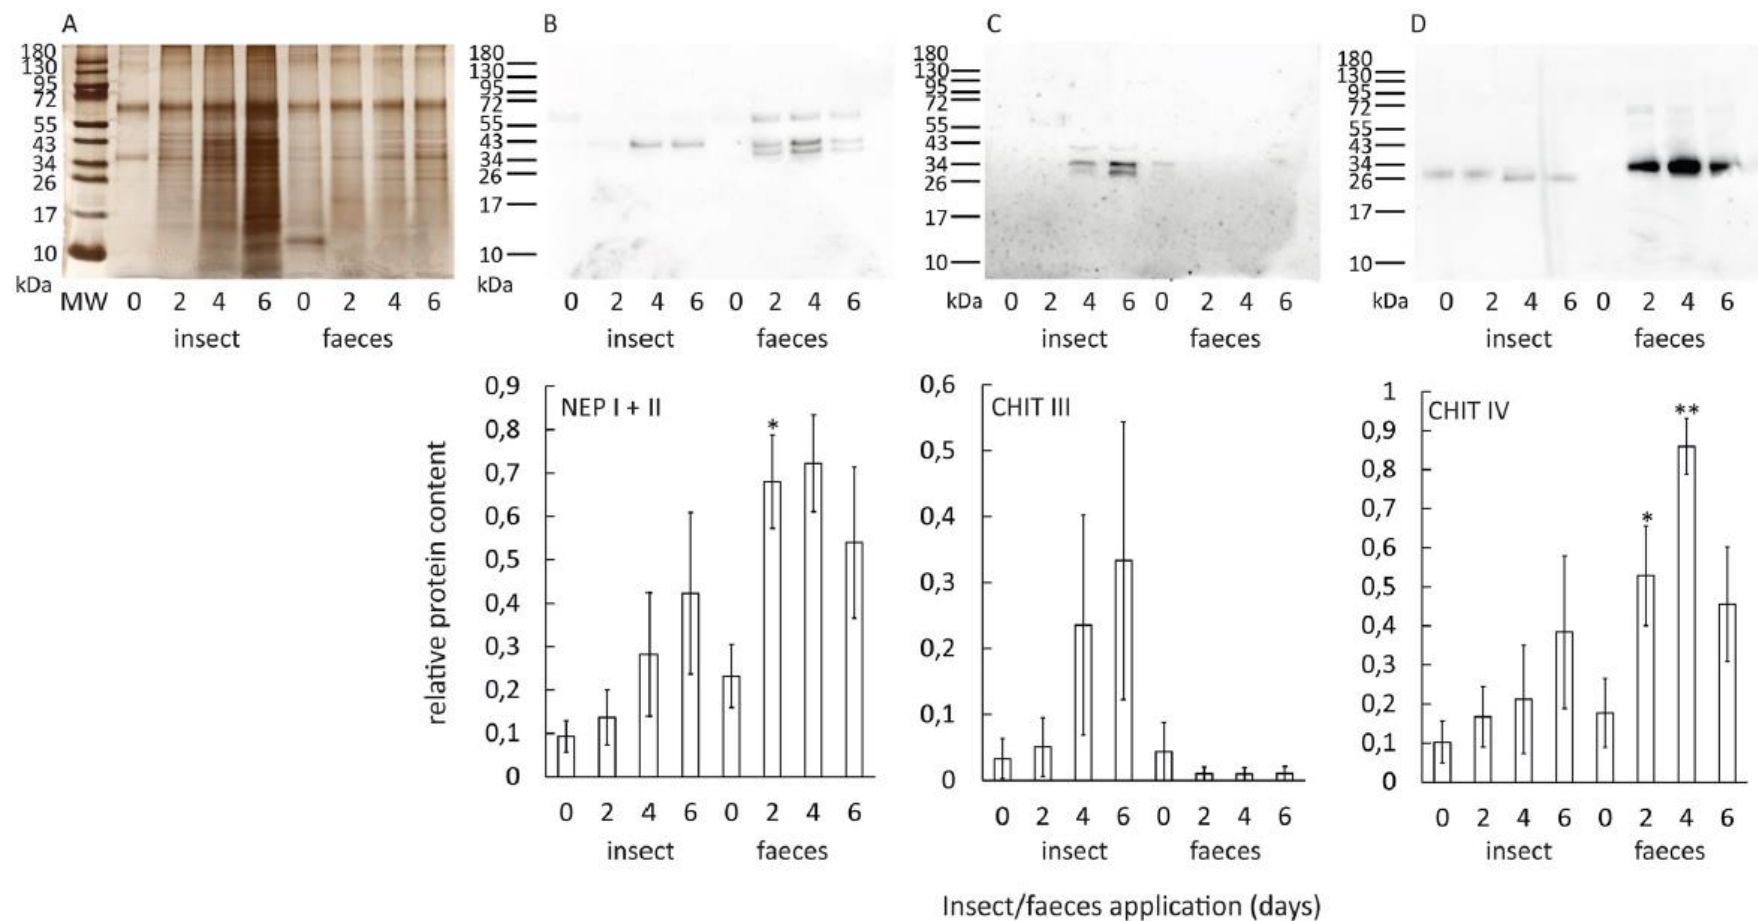 A
180
130
95
72
55
43
34
26
17
10
kDa
MW 0 2 4 6 0 2 4 6
insect faeces
B
180
130
95
72
55
43
34
26
17
10
kDa
0 2 4 6 0 2 4 6
insect faeces
C
180
130
95
72
55
43
34
26
17
10
kDa
0 2 4 6 0 2 4 6
insect faeces
D
180
130
95
72
55
43
34
26
17
10
kDa
0 2 4 6 0 2 4 6
insect faeces
relative protein content
NEP I + II
0,9
0,8
0,7
0,6
0,5
0,4
0,3
0,2
0,1
0
*
0 2 4 6 0 2 4 6
insect faeces
CHIT III
0,6
0,5
0,4
0,3
0,2
0,1
0
0 2 4 6 0 2 4 6
insect faeces
CHIT IV
1
0,9
0,8
0,7
0,6
0,5
0,4
0,3
0,2
0,1
0
* **
0 2 4 6 0 2 4 6
insect faeces
Insect/faeces application (days)